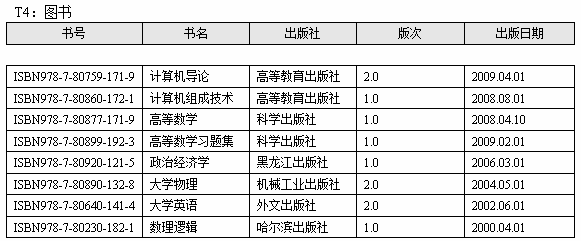 T4：图书
书号 书名 出版社 版次 出版日期
ISBN978-7-80759-171-9 计算机导论 高等教育出版社 2.0 2009.04.01
ISBN978-7-80860-172-1 计算机组成技术 高等教育出版社 1.0 2008.08.01
ISBN978-7-80877-171-9 高等数学 科学出版社 1.0 2008.04.10
ISBN978-7-80899-192-3 高等数学习题集 科学出版社 1.0 2009.02.01
ISBN978-7-80920-121-5 政治经济学 黑龙江出版社 1.0 2006.03.01
ISBN978-7-80890-132-8 大学物理 机械工业出版社 2.0 2004.05.01
ISBN978-7-80640-141-4 大学英语 外文出版社 2.0 2002.06.01
ISBN978-7-80230-182-1 数理逻辑 哈尔滨出版社 1.0 2000.04.01